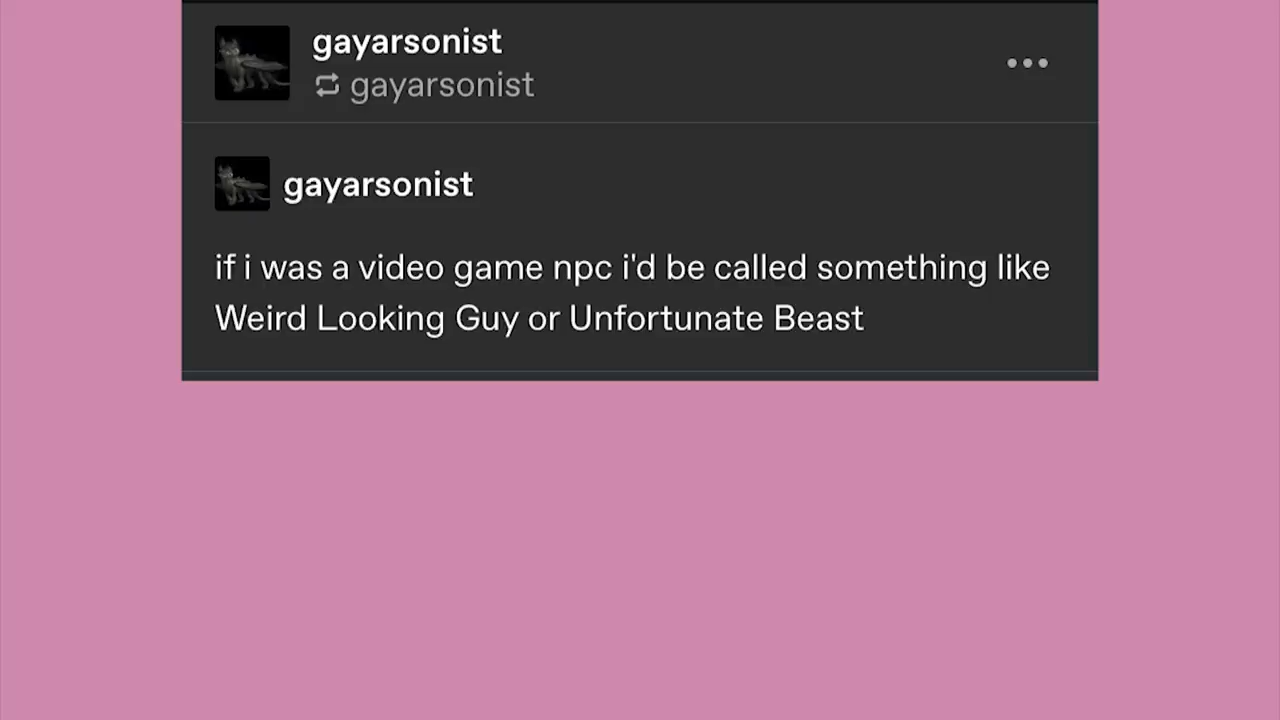 gayarsonist
gayarsonist
gayarsonist
if i was a video game npc i'd be called something like
Weird Looking Guy or Unfortunate Beast